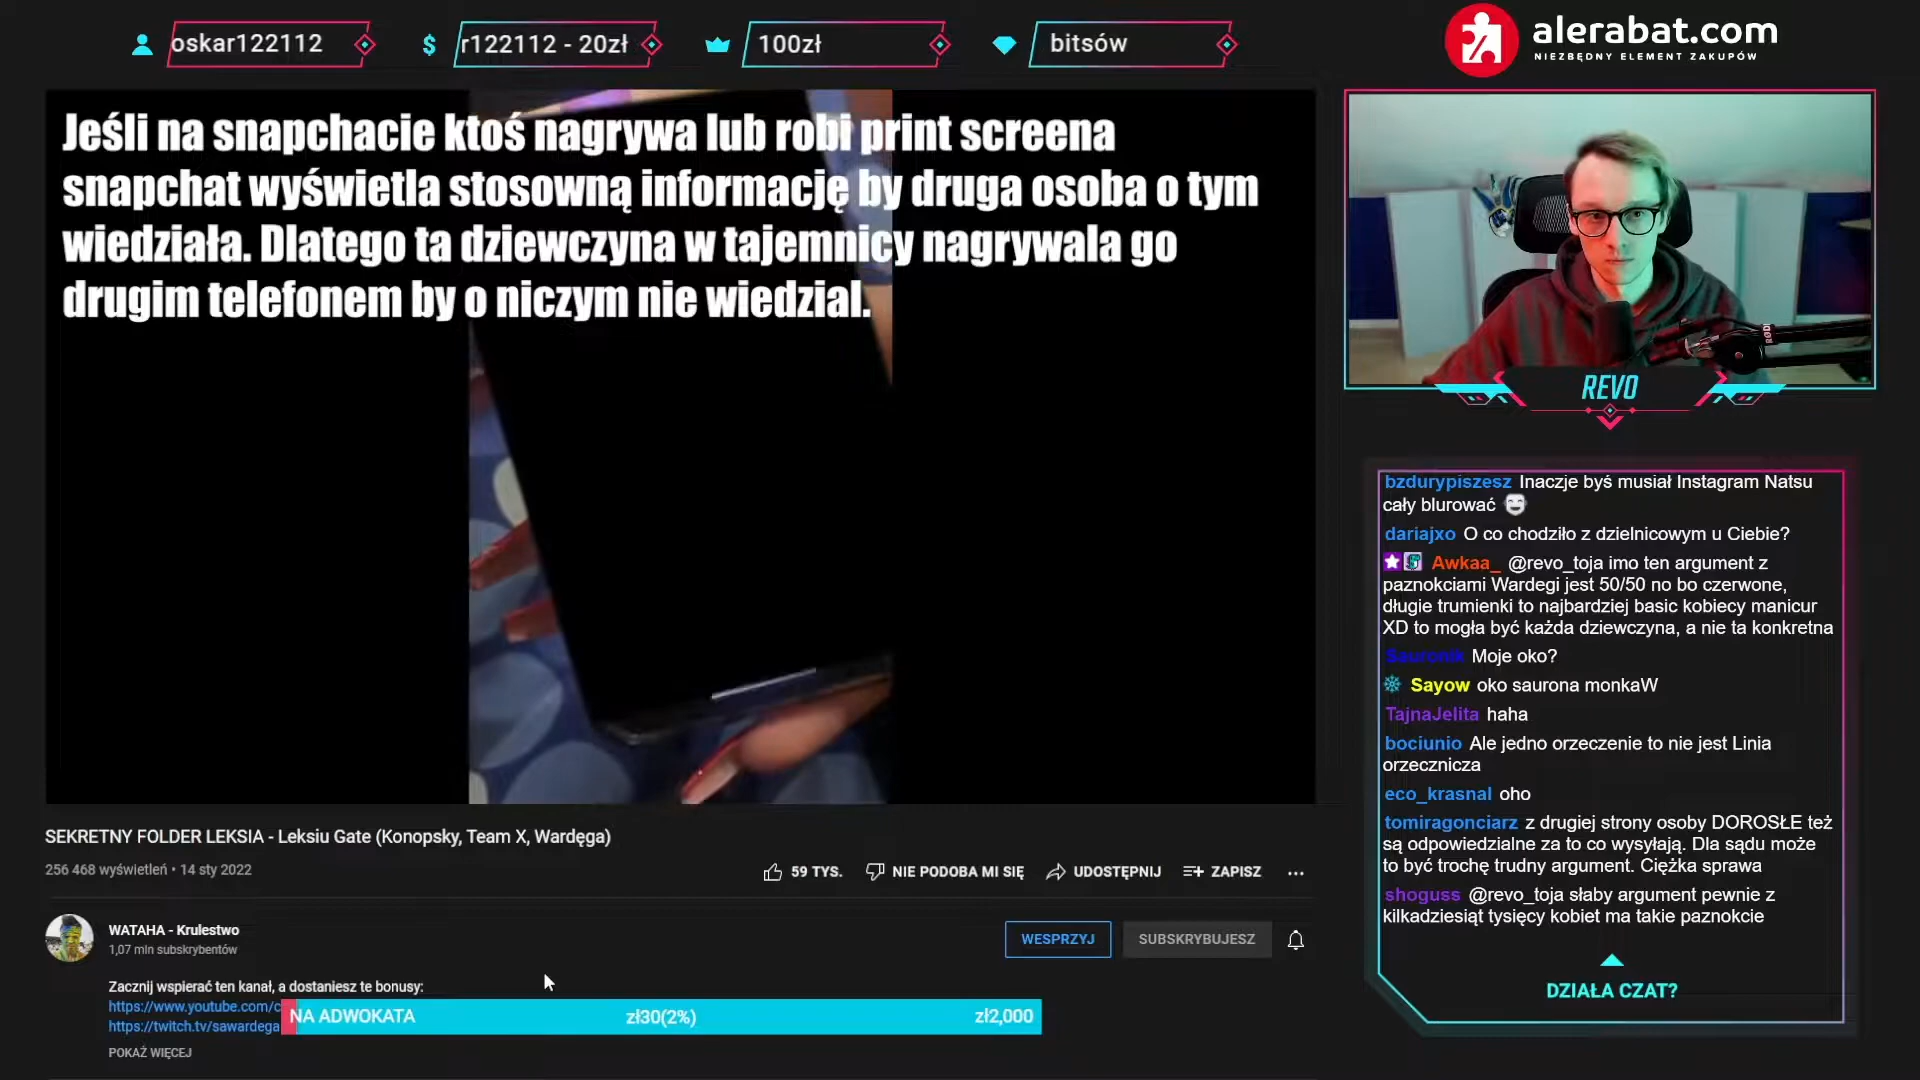 oskar122112
r122112 - 20zł
100zł
bitsów
alerabat.com
NIEZBĘDNY ELEMENT ZAKUPÓW
Jeśli na snapchacie ktoś nagrywa lub robi print screena
snapchat wyświetla stosowną informację by druga osoba o tym
wiedziała. Dlatego ta dziewczyna w tajemnicy nagrywala go
drugim telefonem by o niczym nie wiedzial.
RØDE
REVO
bzdurypiszesz Inaczje byś musiał Instagram Natsu
cały blurować
dariajxo O co chodziło z dzielnicowym u Ciebie?
Awkaa_ @revo_toja imo ten argument z
paznokciami Wardegi jest 50/50 no bo czerwone,
długie trumienki to najbardziej basic kobiecy manicur
XD to mogła być każda dziewczyna, a nie ta konkretna
Sauronik Moje oko?
Sayow oko saurona monkaW
TajnaJelita haha
bociunio Ale jedno orzeczenie to nie jest Linia
orzecznicza
eco_krasnal oho
tomiragonciarz z drugiej strony osoby DOROSŁE też
są odpowiedzialne za to co wysyłają. Dla sądu może
to być trochę trudny argument. Ciężka sprawa
shoguss @revo_toja słaby argument pewnie z
kilkadziesiąt tysięcy kobiet ma takie paznokcie
DZIAŁA CZAT?
SEKRETNY FOLDER LEKSIA - Leksiu Gate (Konopsky, Team X, Wardęga)
256 468 wyświetleń • 14 sty 2022
59 TYS.
NIE PODOBA MI SIĘ
UDOSTĘPNIJ
ZAPISZ
WATAHA - Krulestwo
1,07 mln subskrybentów
WESPRZYJ
SUBSKRYBUJESZ
Zacznij wspierać ten kanał, a dostaniesz te bonusy:
https://www.youtube.com/c
https://twitch.tv/sawardega
NA ADWOKATA
zł30(2%)
zł2,000
POKAŻ WIĘCEJ